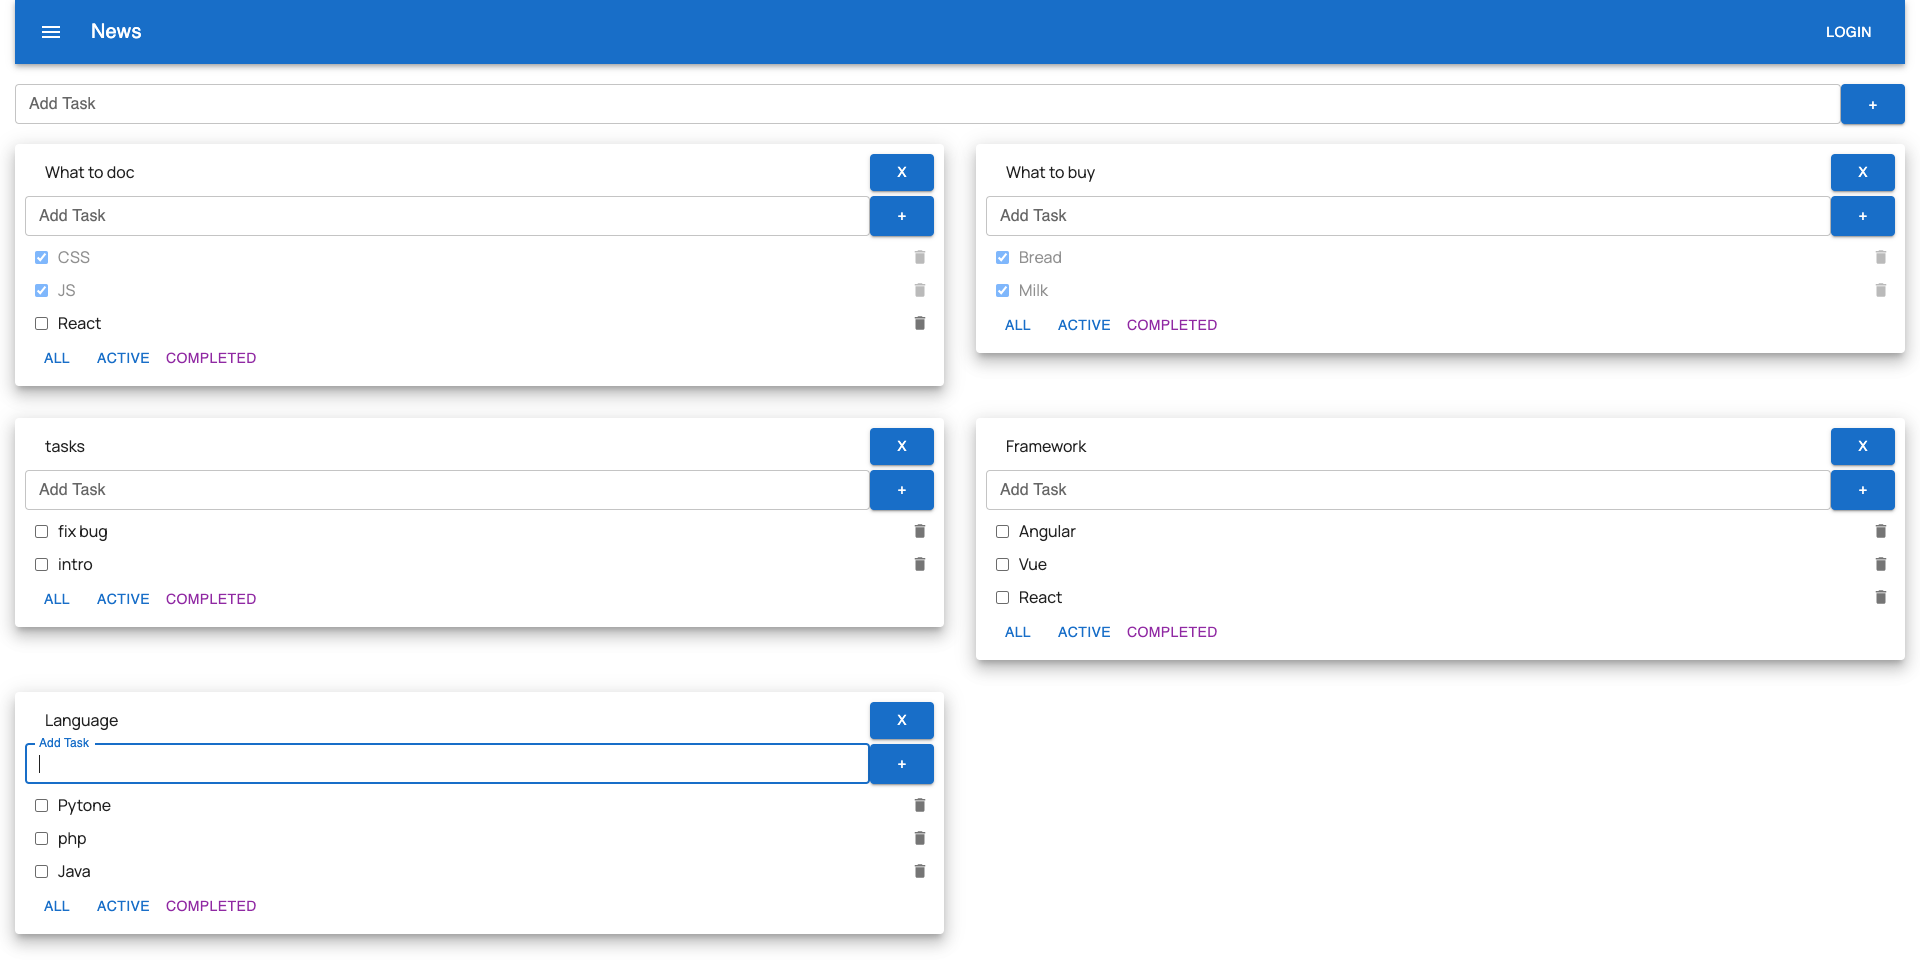 News
LOGIN
Add Task
+
What to doc
X
Add Task
+
CSS
JS
React
ALL ACTIVE COMPLETED
What to buy
X
Add Task
+
Bread
Milk
ALL ACTIVE COMPLETED
tasks
X
Add Task
+
fix bug
intro
ALL ACTIVE COMPLETED
Framework
X
Add Task
+
Angular
Vue
React
ALL ACTIVE COMPLETED
Language
X
Add Task
+
Pytone
php
Java
ALL ACTIVE COMPLETED